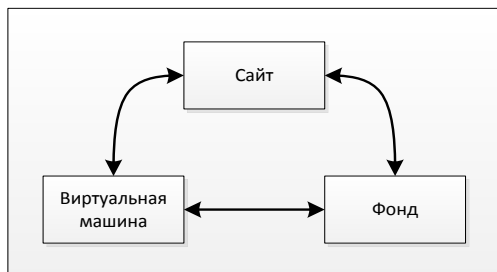 Сайт
Виртуальная
машина
Фонд